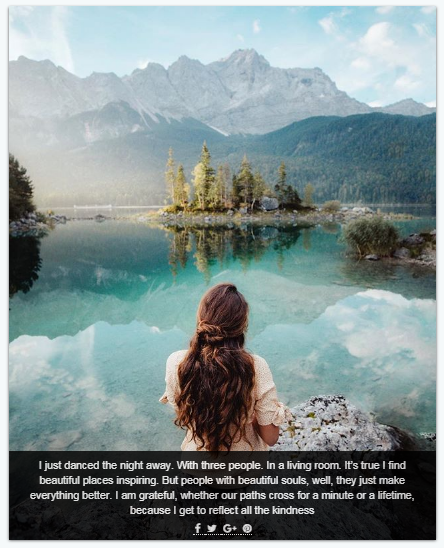 I just danced the night away. With three people. In a living room. It's true I find
beautiful places inspiring. But people with beautiful souls, well, they just make
everything better. I am grateful, whether our paths cross for a minute or a lifetime,
because I get to reflect all the kindness